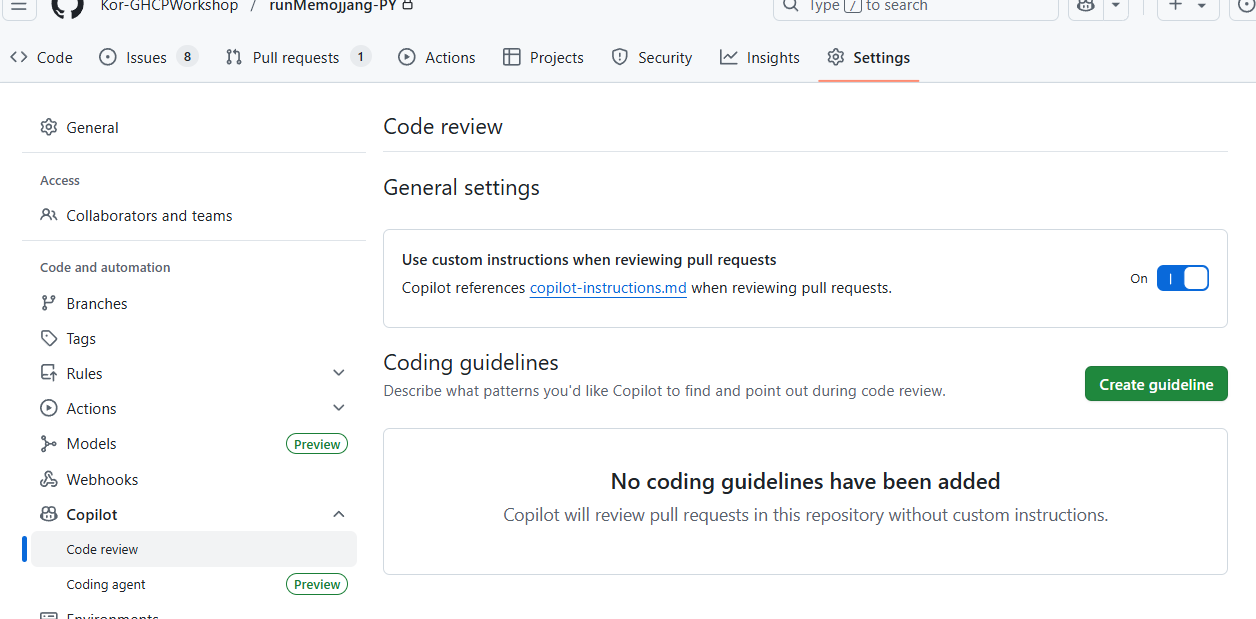 Kor-GHCPWorkshop / runMemojjang-PY
Type / to search
Code Issues 8 Pull requests 1 Actions Projects Security Insights Settings
General
Access
Collaborators and teams
Code and automation
Branches
Tags
Rules
Actions
Models Preview
Webhooks
Copilot
Code review
Coding agent Preview
Environments
Code review
General settings
Use custom instructions when reviewing pull requests
Copilot references copilot-instructions.md when reviewing pull requests.
On
Coding guidelines
Describe what patterns you'd like Copilot to find and point out during code review.
Create guideline
No coding guidelines have been added
Copilot will review pull requests in this repository without custom instructions.